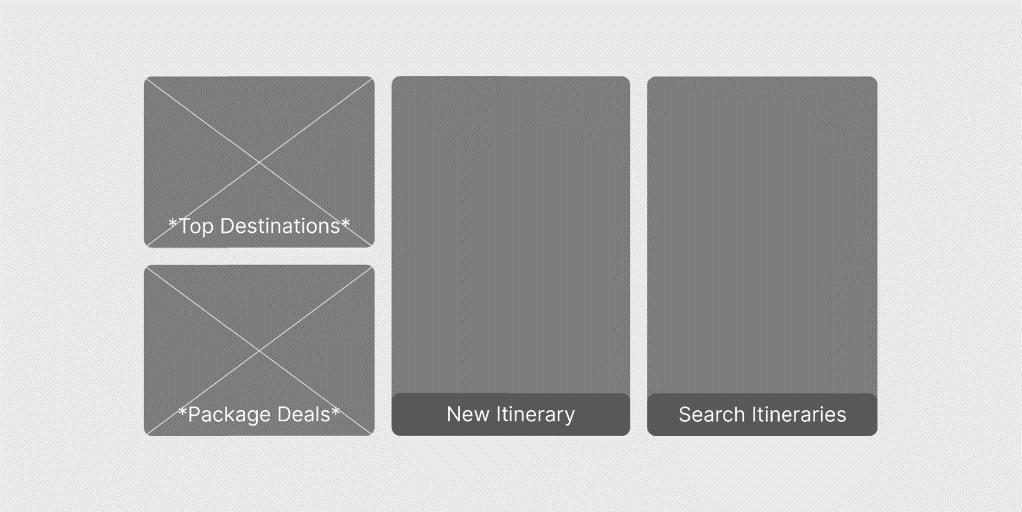 *Top Destinations*
*Package Deals*
New Itinerary
Search Itineraries